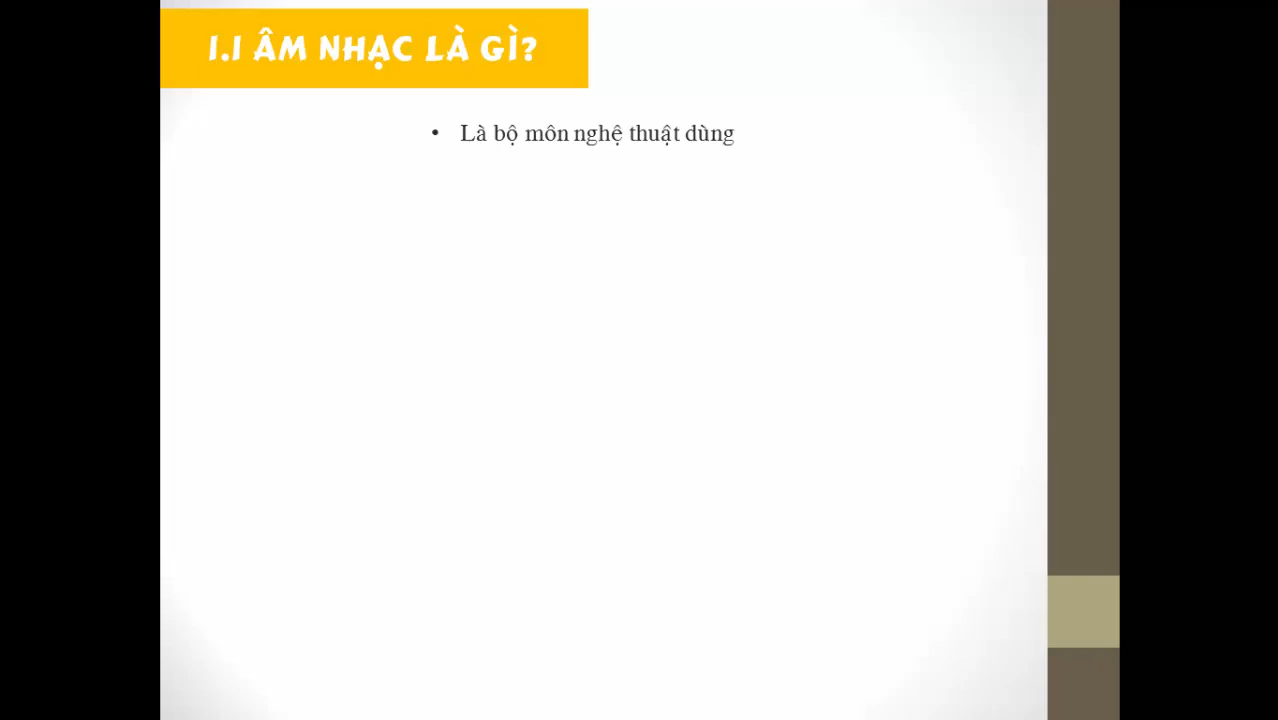 1.1 ÂM NHẠC LÀ GÌ?
• Là bộ môn nghệ thuật dùng